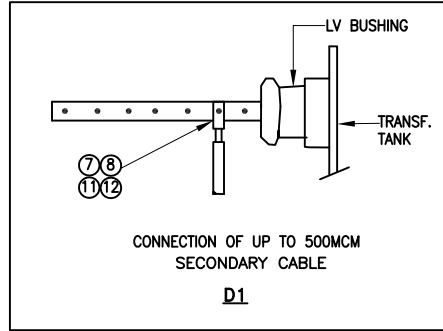 LV BUSHING
TRANSF.
TANK
7 8
11 12
CONNECTION OF UP TO 500MCM
SECONDARY CABLE
D1